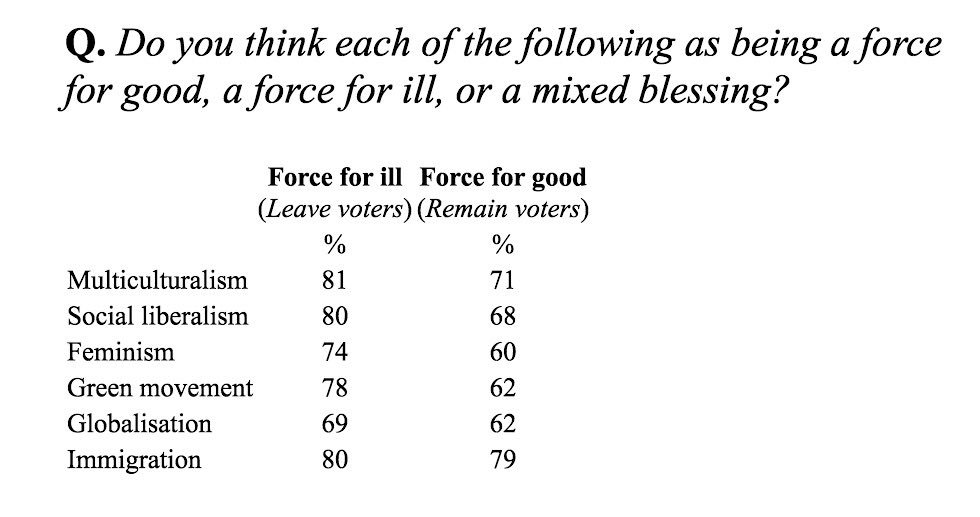 Q. Do you think each of the following as being a force
for good, a force for ill, or a mixed blessing?
Force for ill Force for good
(Leave voters) (Remain voters)
% %
Multiculturalism 81 71
Social liberalism 80 68
Feminism 74 60
Green movement 78 62
Globalisation 69 62
Immigration 80 79